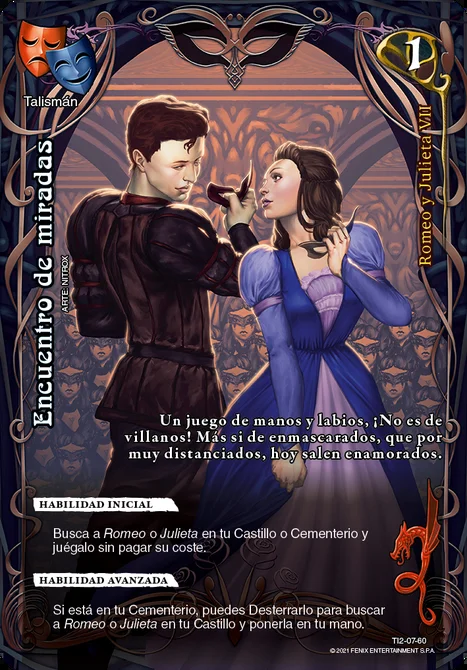 1
Talismán
Encuentro de miradas
ARTE: NITROX
Romeo y Julieta VII
Un juego de manos y labios, ¡No es de
villanos! Más si de enmascarados, que por
muy distanciados, hoy salen enamorados.
HABILIDAD INICIAL
Busca a Romeo o Julieta en tu Castillo o Cementerio y
juégalo sin pagar su coste.
HABILIDAD AVANZADA
Si está en tu Cementerio, puedes Desterrarlo para buscar
a Romeo o Julieta en tu Castillo y ponerla en tu mano.
TI2-07-60
© 2021 FENIX ENTERTAINMENT S.P.A.